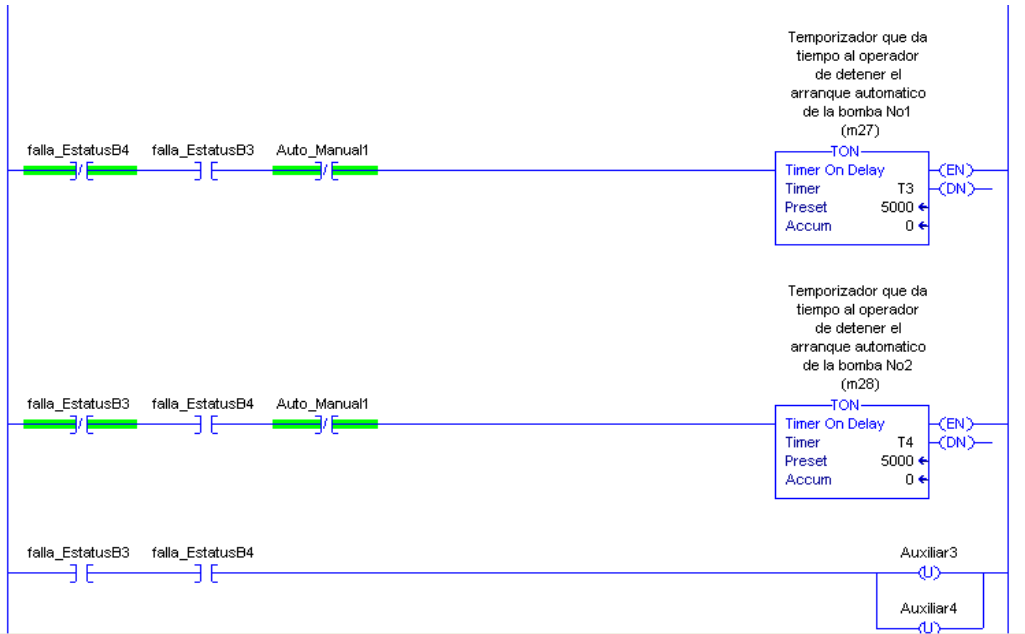 Temporizador que da
tiempo al operador
de detener el
arranque automatico
de la bomba No1
(m27)
falla_EstatusB4 falla_EstatusB3 Auto_Manual1
TON
Timer On Delay (EN)
Timer T3 (DN)
Preset 5000
Accum 0
Temporizador que da
tiempo al operador
de detener el
arranque automatico
de la bomba No2
(m28)
falla_EstatusB3 falla_EstatusB4 Auto_Manual1
TON
Timer On Delay (EN)
Timer T4 (DN)
Preset 5000
Accum 0
falla_EstatusB3 falla_EstatusB4 Auxiliar3
(U)
Auxiliar4
(U)